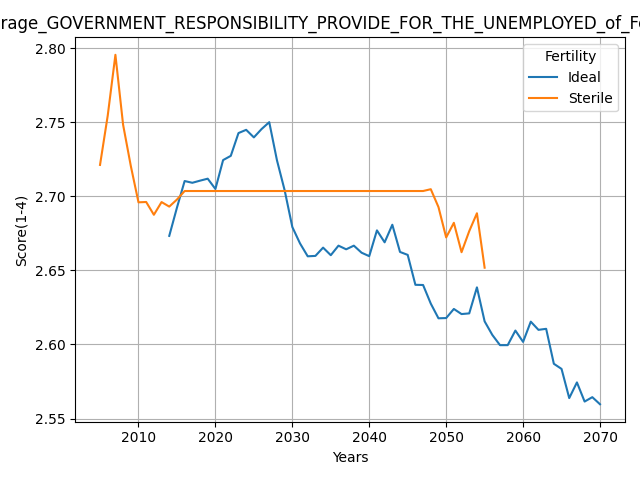 rage_GOVERNMENT_RESPONSIBILITY_PROVIDE_FOR_THE_UNEMPLOYED_of_Fe
Fertility
Ideal
Sterile
Score(1-4)
2.80
2.75
2.70
2.65
2.60
2.55
2010 2020 2030 2040 2050 2060 2070
Years